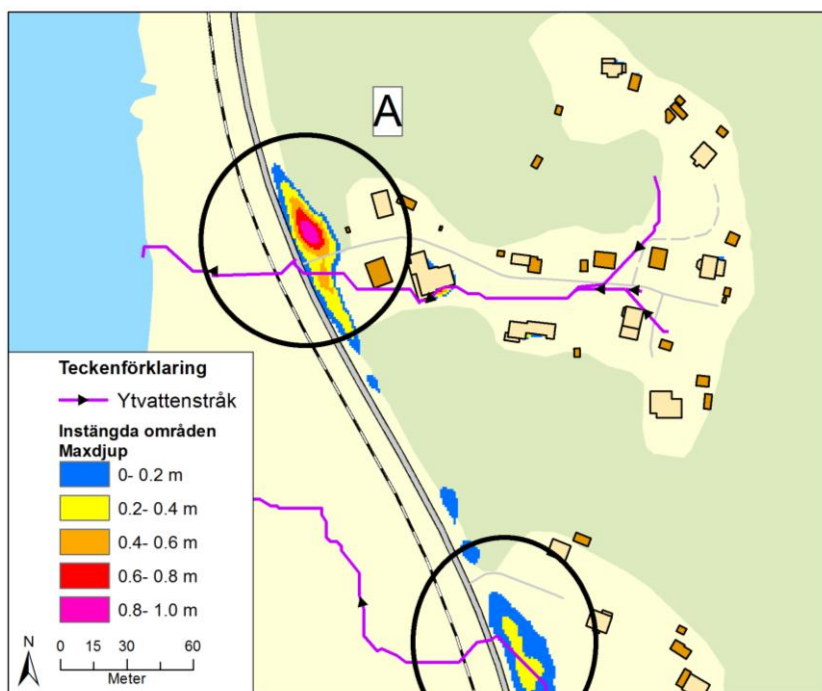 A
Teckenförklaring
Ytvattenstråk
Instängda områden
Maxdjup
0- 0.2 m
0.2- 0.4 m
0.4- 0.6 m
0.6- 0.8 m
0.8- 1.0 m
N
0 15 30 60
Meter